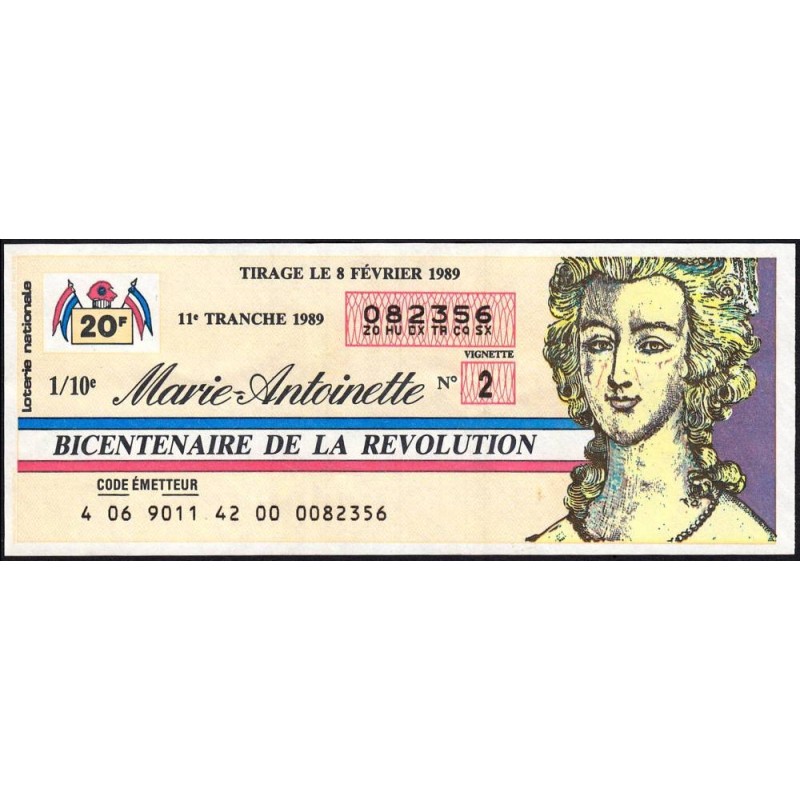 Loterie nationale
TIRAGE LE 8 FÉVRIER 1989
20F
11e TRANCHE 1989
082356
20 HU DX TR CQ SX
VIGNETTE
1/10e Marie-Antoinette N° 2
BICENTENAIRE DE LA REVOLUTION
CODE ÉMETTEUR
4 06 9011 42 00 0082356